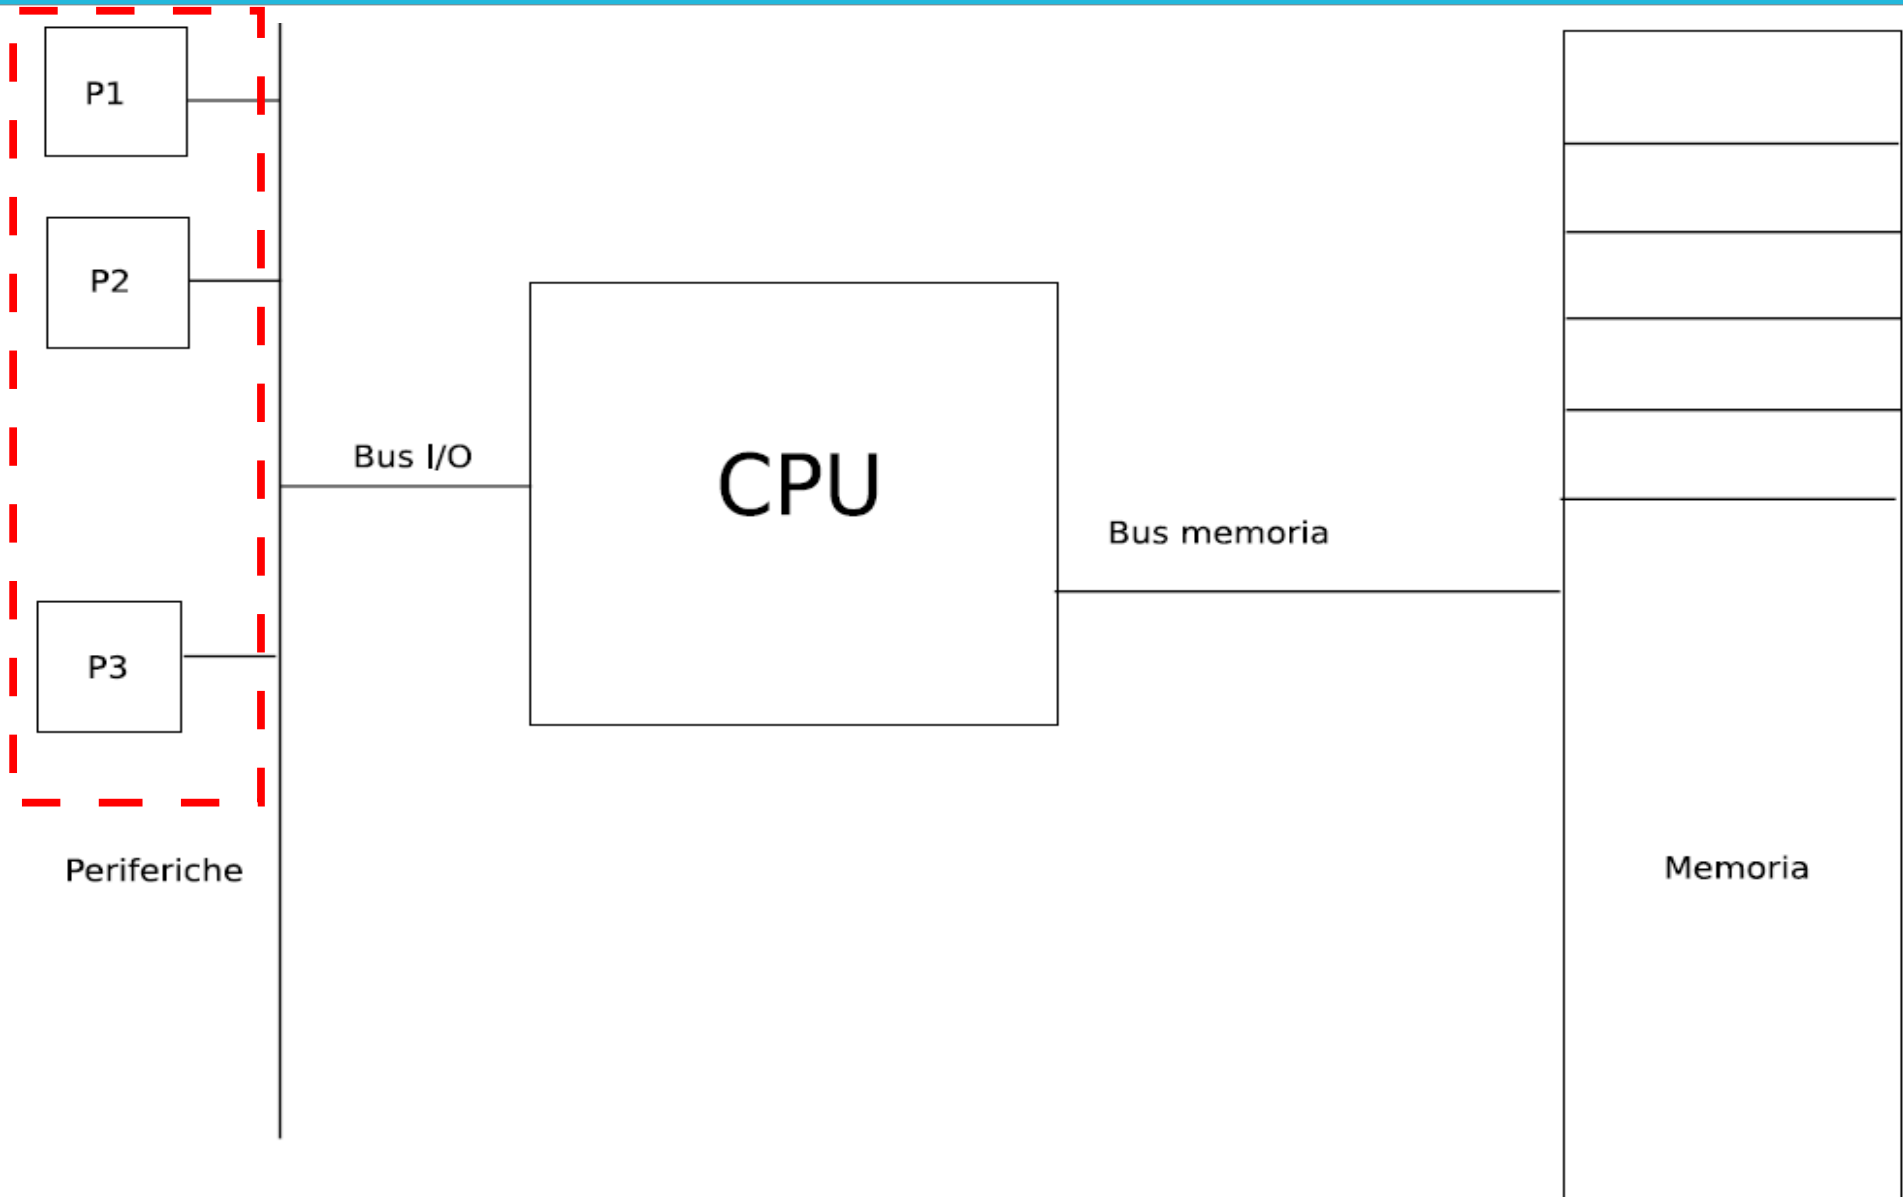 P1
P2
Bus I/O
CPU
Bus memoria
P3
Periferiche
Memoria